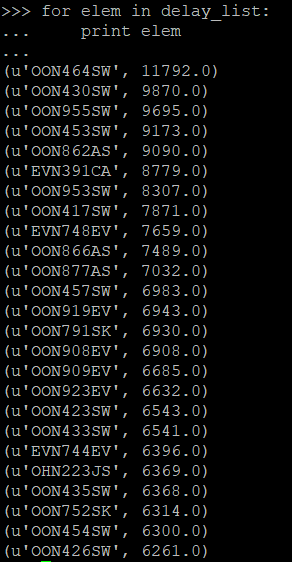 >>> for elem in delay_list:
...     print elem
...
(u'OON464SW', 11792.0)
(u'OON430SW', 9870.0)
(u'OON955SW', 9695.0)
(u'OON453SW', 9173.0)
(u'OON862AS', 9090.0)
(u'EVN391CA', 8779.0)
(u'OON953SW', 8307.0)
(u'OON417SW', 7871.0)
(u'EVN748EV', 7659.0)
(u'OON866AS', 7489.0)
(u'OON877AS', 7032.0)
(u'OON457SW', 6983.0)
(u'OON919EV', 6943.0)
(u'OON791SK', 6930.0)
(u'OON908EV', 6908.0)
(u'OON909EV', 6685.0)
(u'OON923EV', 6632.0)
(u'OON423SW', 6543.0)
(u'OON433SW', 6541.0)
(u'EVN744EV', 6396.0)
(u'OHN223JS', 6369.0)
(u'OON435SW', 6368.0)
(u'OON752SK', 6314.0)
(u'OON454SW', 6300.0)
(u'OON426SW', 6261.0)